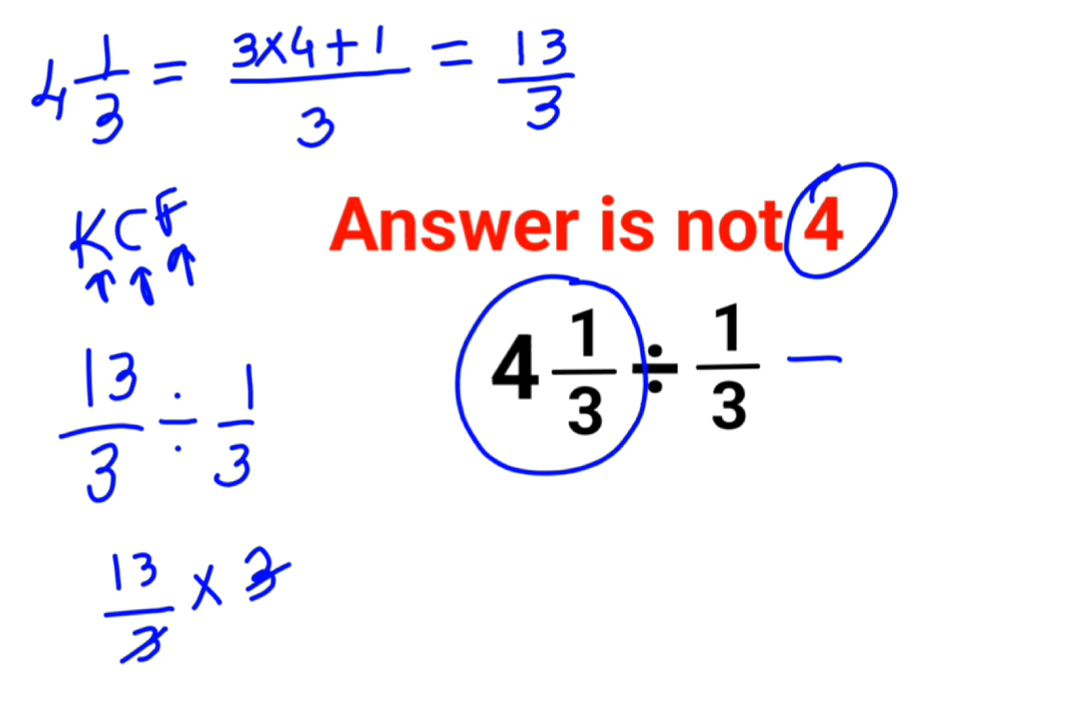 4 1/3 = 3×4+1/3 = 13/3
KCF
Answer is not 4
4 1/3 ÷ 1/3 −
13/3 ÷ 1/3
13/3 × 3